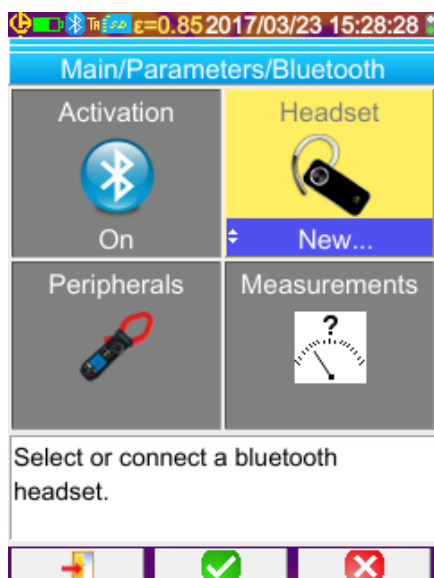 TA ε=0.85 2017/03/23 15:28:28
Main/Parameters/Bluetooth
Activation
On
Headset
New...
Peripherals
Measurements
?
Select or connect a bluetooth
headset.